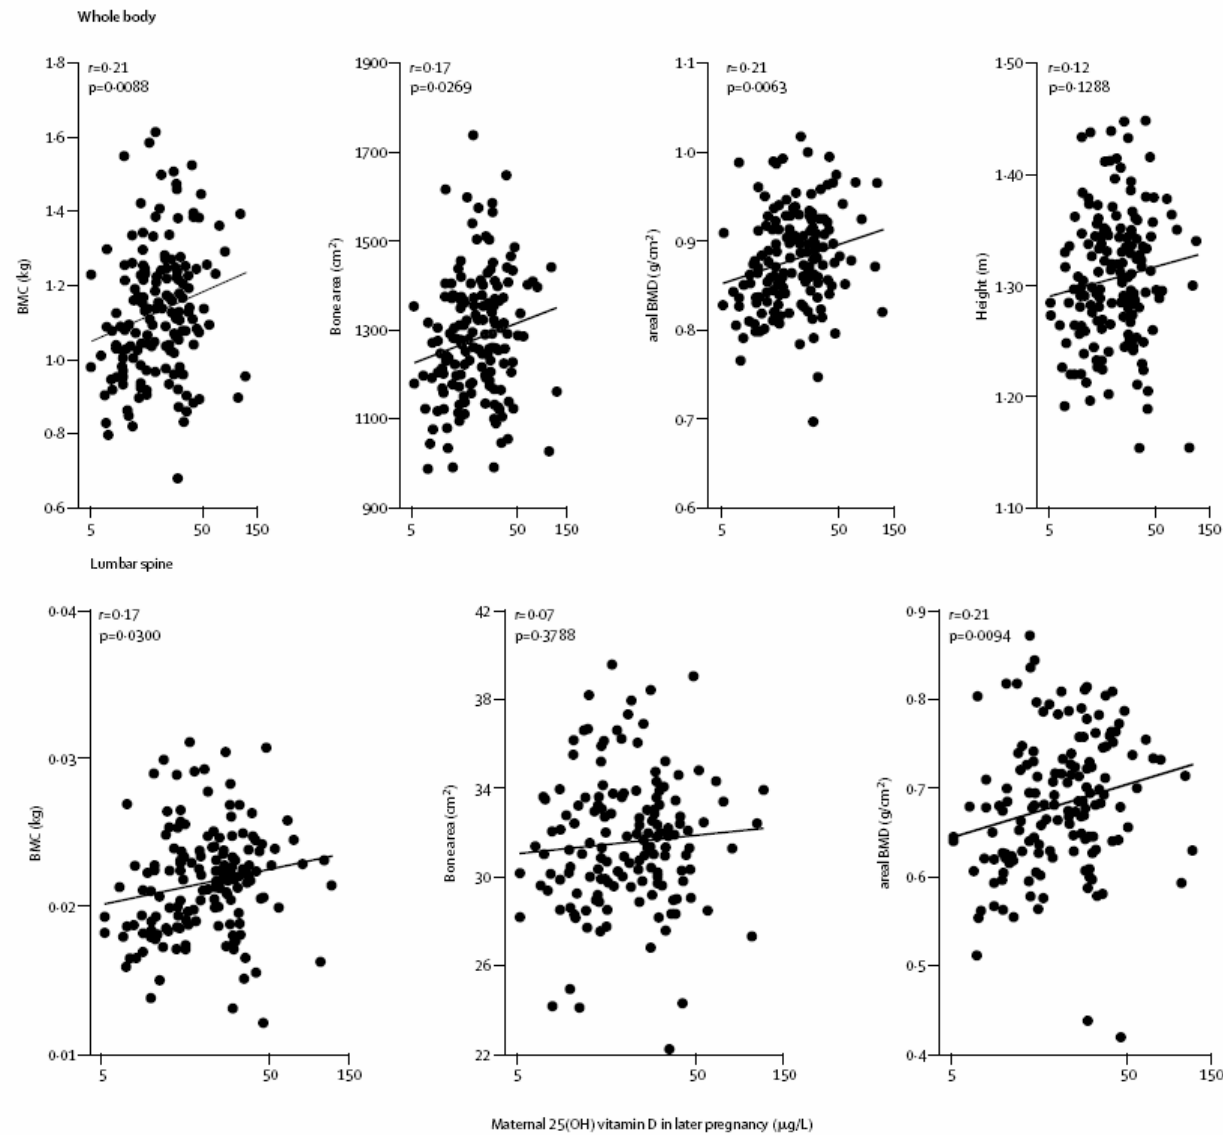 Whole body
r=0·21
p=0·0088
1·8
1·6
1·4
1·2
1·0
0·8
0·6
BMC (kg)
5
50
150
r=0·17
p=0·0269
1900
1700
1500
1300
1100
900
Bone area (cm²)
5
50
150
r=0·21
p=0·0063
1·1
1·0
0·9
0·8
0·7
0·6
areal BMD (g/cm²)
5
50
150
r=0·12
p=0·1288
1·50
1·40
1·30
1·20
1·10
Height (m)
5
50
150
Lumbar spine
r=0·17
p=0·0300
0·04
0·03
0·02
0·01
BMC (kg)
5
50
150
r=0·07
p=0·3788
42
38
34
30
26
22
Bone area (cm²)
5
50
150
r=0·21
p=0·0094
0·9
0·8
0·7
0·6
0·5
0·4
areal BMD (g/cm²)
5
50
150
Maternal 25(OH) vitamin D in later pregnancy (μg/L)